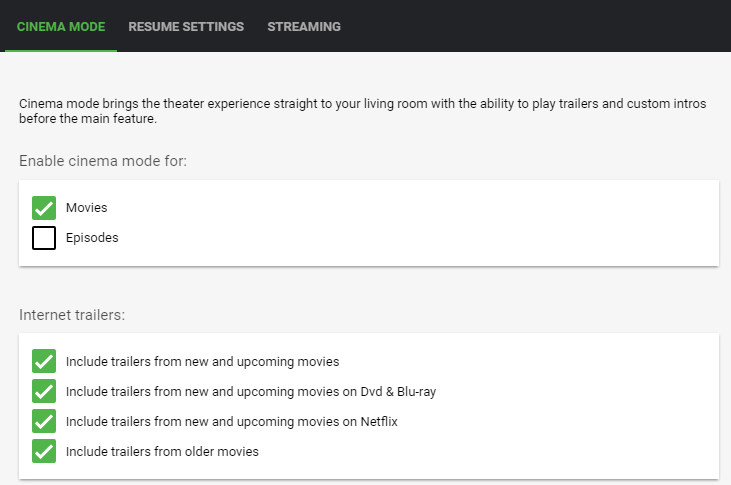 CINEMA MODE RESUME SETTINGS STREAMING
Cinema mode brings the theater experience straight to your living room with the ability to play trailers and custom intros
before the main feature.
Enable cinema mode for:
Movies
Episodes
Internet trailers:
Include trailers from new and upcoming movies
Include trailers from new and upcoming movies on Dvd & Blu-ray
Include trailers from new and upcoming movies on Netflix
Include trailers from older movies